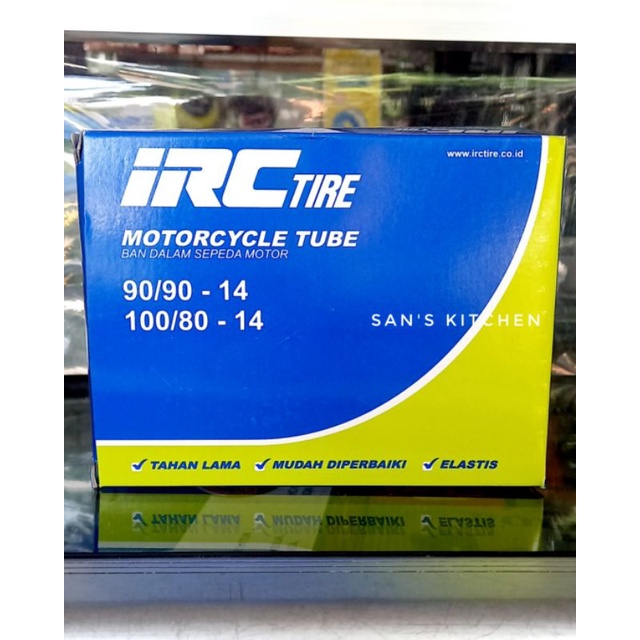 iRC TIRE
www.irctire.co.id
MOTORCYCLE TUBE
BAN DALAM SEPEDA MOTOR
90/90 - 14
100/80 - 14
SAN'S KITCHEN
TAHAN LAMA MUDAH DIPERBAIKI ELASTIS